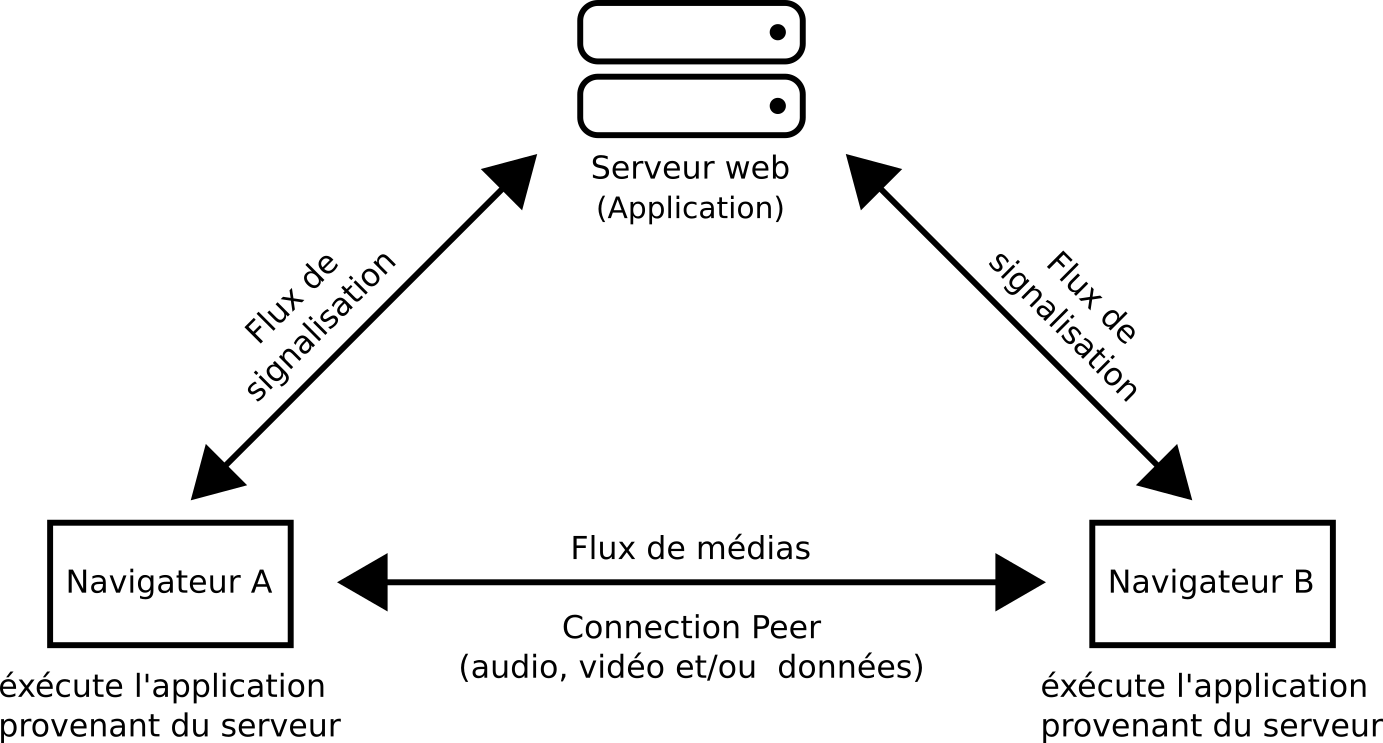 Serveur web
(Application)
Flux de
signalisation
Flux de
signalisation
Flux de médias
Navigateur A
Navigateur B
Connection Peer
(audio, vidéo et/ou  données)
éxécute l'application
provenant du serveur
éxécute l'application
provenant du serveur